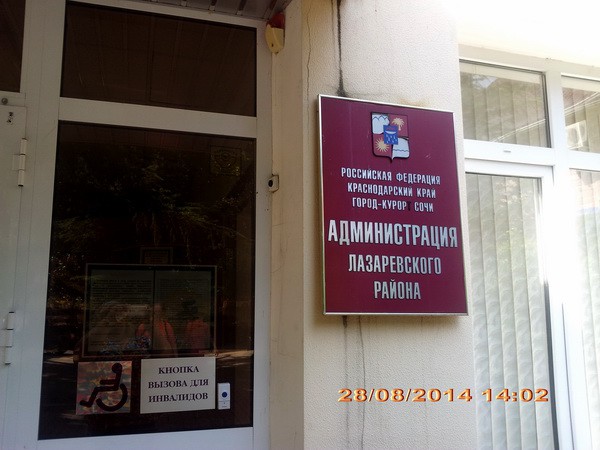 РОССИЙСКАЯ ФЕДЕРАЦИЯ
КРАСНОДАРСКИЙ КРАЙ
ГОРОД-КУРОРТ СОЧИ
АДМИНИСТРАЦИЯ
ЛАЗАРЕВСКОГО
РАЙОНА
КНОПКА
ВЫЗОВА ДЛЯ
ИНВАЛИДОВ
28/08/2014 14:02